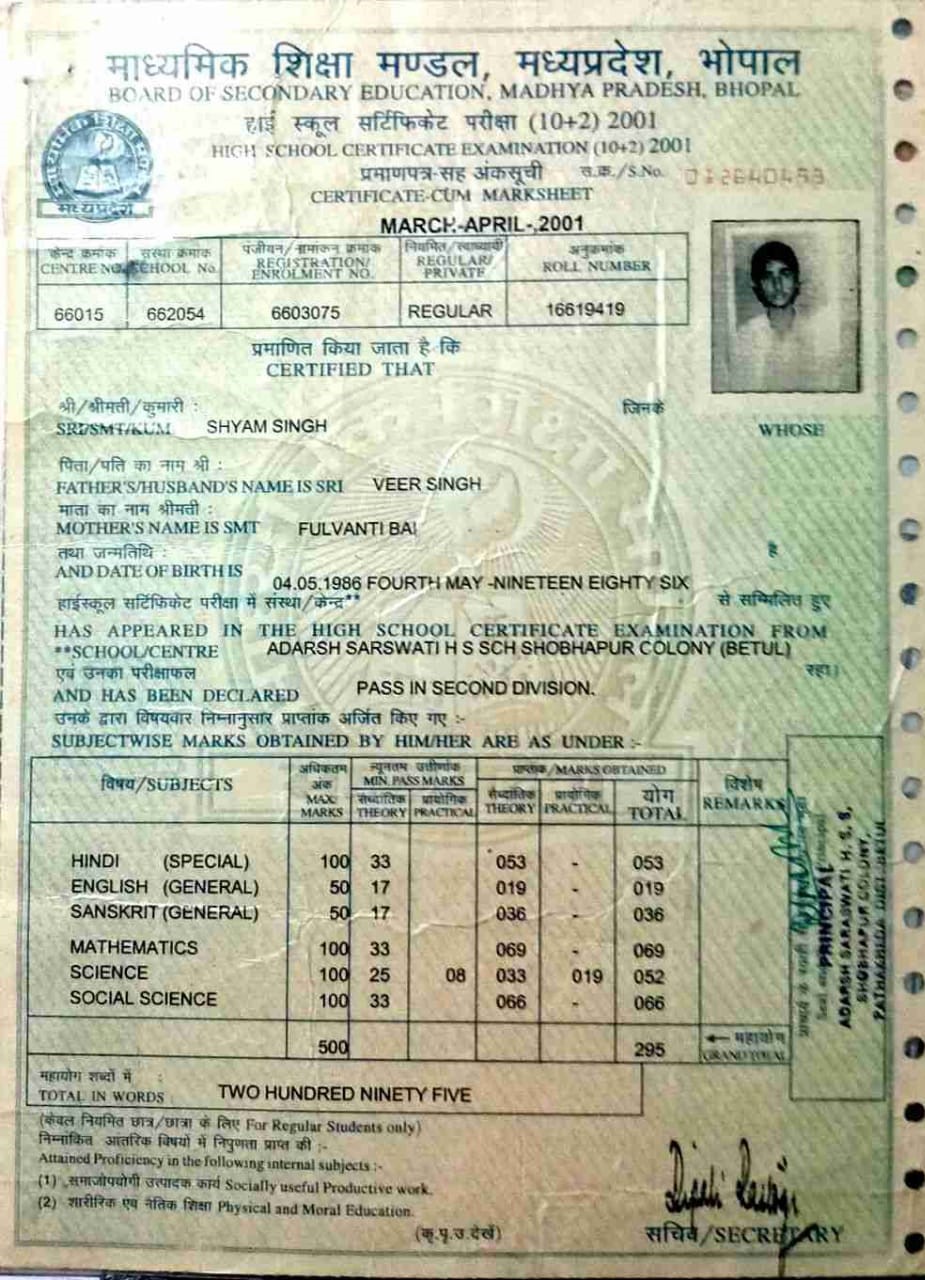 माध्यमिक शिक्षा मण्डल, मध्यप्रदेश, भोपाल
BOARD OF SECONDARY EDUCATION, MADHYA PRADESH, BHOPAL
हाई स्कूल सर्टिफिकेट परीक्षा (10+2) 2001
HIGH SCHOOL CERTIFICATE EXAMINATION (10+2) 2001
प्रमाणपत्र-सह अंकसूची स.क्र./S.No.
CERTIFICATE-CUM MARKSHEET
मध्यप्रदेश
MARCH-APRIL-,2001
केन्द्र क्रमांक संस्था क्रमांक पंजीयन/नामांकन क्रमांक नियमित/स्वाध्यायी अनुक्रमांक
CENTRE NO. SCHOOL No. REGISTRATION/ ENROLMENT NO. REGULAR/ PRIVATE ROLL NUMBER
66015 662054 6603075 REGULAR 16619419
प्रमाणित किया जाता है कि
CERTIFIED THAT
श्री/श्रीमती/कुमारी : जिनके
SRI/SMT/KUM SHYAM SINGH WHOSE
पिता/पति का नाम श्री :
FATHER'S/HUSBAND'S NAME IS SRI VEER SINGH
माता का नाम श्रीमती :
MOTHER'S NAME IS SMT FULVANTI BAI
तथा जन्मतिथि : है
AND DATE OF BIRTH IS 04.05.1986 FOURTH MAY -NINETEEN EIGHTY SIX
हाईस्कूल सर्टिफिकेट परीक्षा में संस्था/केन्द्र** से सम्मिलित हुए
HAS APPEARED IN THE HIGH SCHOOL CERTIFICATE EXAMINATION FROM
**SCHOOL/CENTRE ADARSH SARSWATI H S SCH SHOBHAPUR COLONY (BETUL)
एवं उनका परीक्षाफल रहा।
AND HAS BEEN DECLARED PASS IN SECOND DIVISION.
उनके द्वारा विषयवार निम्नानुसार प्राप्तांक अर्जित किए गए :-
SUBJECTWISE MARKS OBTAINED BY HIM/HER ARE AS UNDER :-
विषय/SUBJECTS अधिकतम अंक MAX. MARKS न्यूनतम उत्तीर्णांक MIN. PASS MARKS प्राप्तांक/MARKS OBTAINED विशेष REMARKS
सैध्दांतिक THEORY प्रायोगिक PRACTICAL सैध्दांतिक THEORY प्रायोगिक PRACTICAL योग TOTAL
HINDI (SPECIAL) 100 33 053 - 053
ENGLISH (GENERAL) 50 17 019 - 019
SANSKRIT (GENERAL) 50 17 036 - 036
MATHEMATICS 100 33 069 - 069
SCIENCE 100 25 08 033 019 052
SOCIAL SCIENCE 100 33 066 - 066
500 295 ← महायोग GRAND TOTAL
महायोग शब्दों में :
TOTAL IN WORDS TWO HUNDRED NINETY FIVE
(केवल नियमित छात्र/छात्रा के लिए For Regular Students only)
निम्नांकित आंतरिक विषयों में निपुणता प्राप्त की :-
Attained Proficiency in the following internal subjects :-
(1) समाजोपयोगी उत्पादक कार्य Socially useful Productive work.
(2) शारीरिक एवं नैतिक शिक्षा Physical and Moral Education.
(कृ.पृ.उ.देखें)
सचिव/SECRETARY
PRINCIPAL
ADARSH SARASWATI H. S. S.
SHOBHAPUR COLONY,